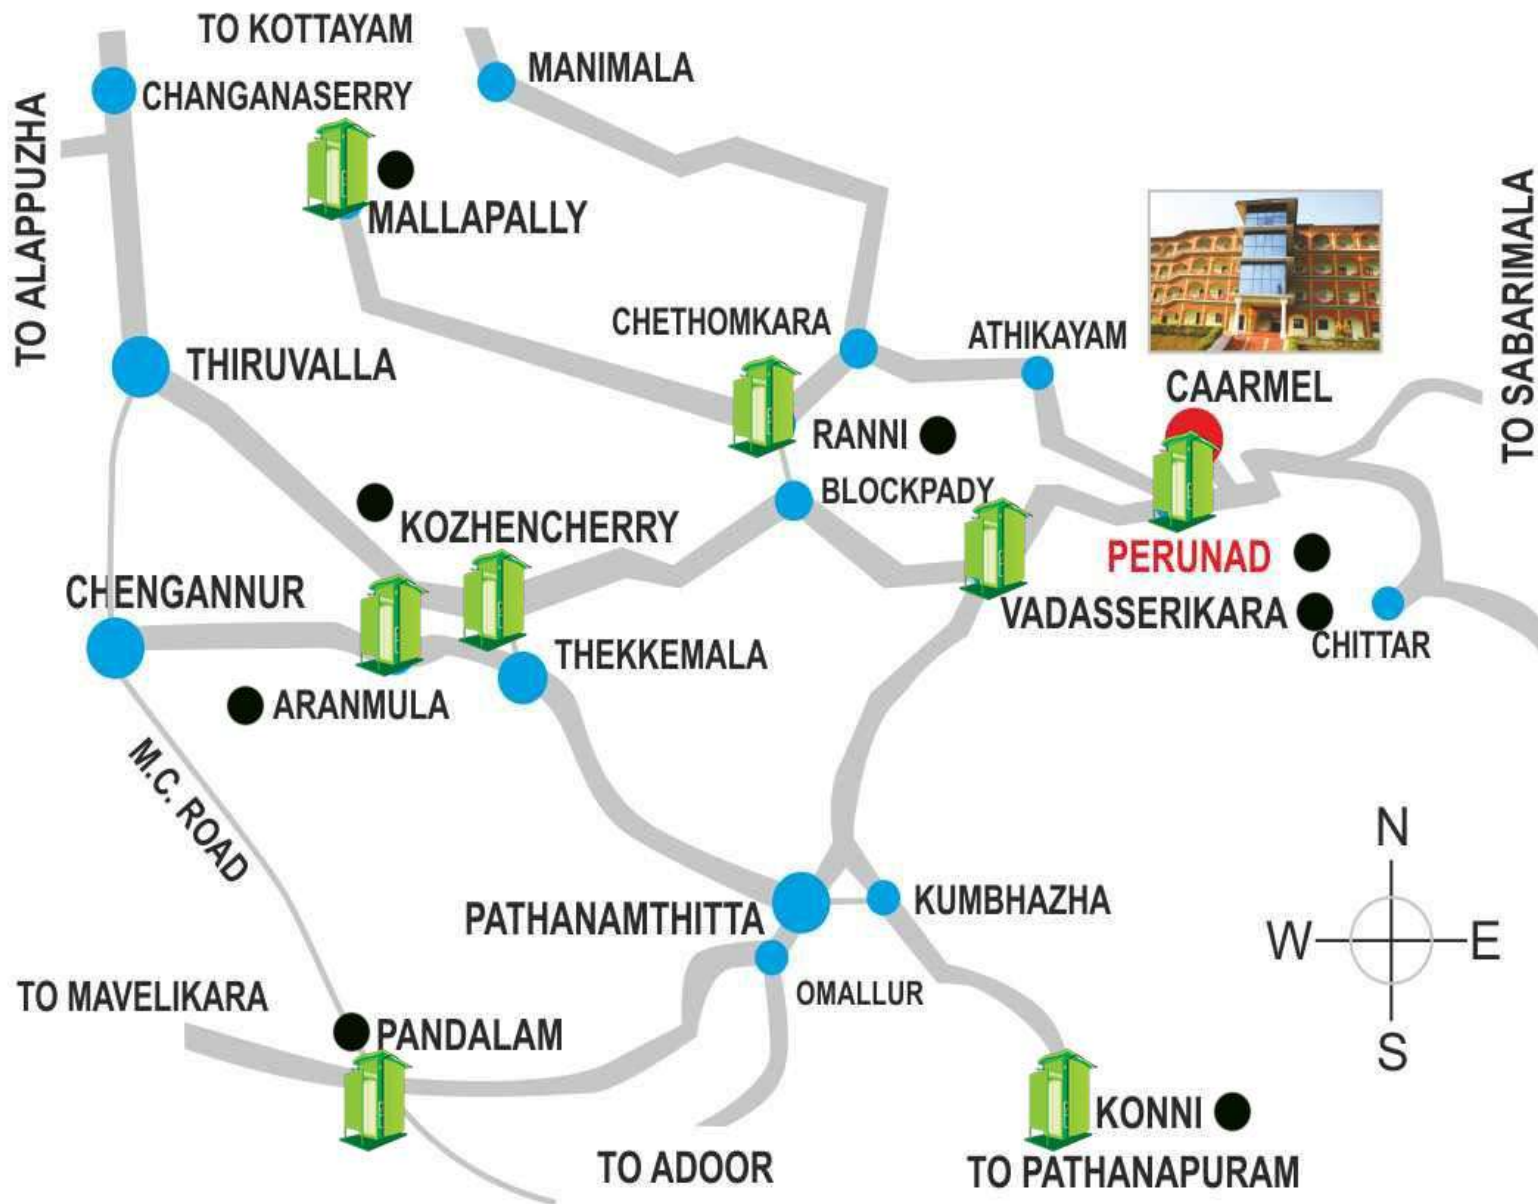 TO KOTTAYAM
MANIMALA
CHANGANASERRY
TO ALAPPUZHA
MALLAPALLY
TO SABARIMALA
CHETHOMKARA
ATHIKAYAM
THIRUVALLA
CAARMEL
RANNI
BLOCKPADY
KOZHENCHERRY
PERUNAD
CHENGANNUR
VADASSERIKARA
CHITTAR
THEKKEMALA
ARANMULA
M.C. ROAD
N
W E
S
KUMBHAZHA
PATHANAMTHITTA
OMALLUR
TO MAVELIKARA
PANDALAM
KONNI
TO ADOOR
TO PATHANAPURAM